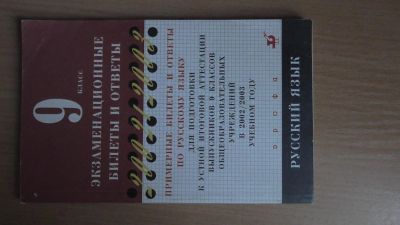 9
КЛАСС
ЭКЗАМЕНАЦИОННЫЕ
БИЛЕТЫ И ОТВЕТЫ
ПРИМЕРНЫЕ БИЛЕТЫ И ОТВЕТЫ
ПО РУССКОМУ ЯЗЫКУ
ДЛЯ ПОДГОТОВКИ
К УСТНОЙ ИТОГОВОЙ АТТЕСТАЦИИ
ВЫПУСКНИКОВ 9 КЛАССОВ
ОБЩЕОБРАЗОВАТЕЛЬНЫХ
УЧРЕЖДЕНИЙ
В 2002/2003
УЧЕБНОМ ГОДУ
дрофа
РУССКИЙ ЯЗЫК